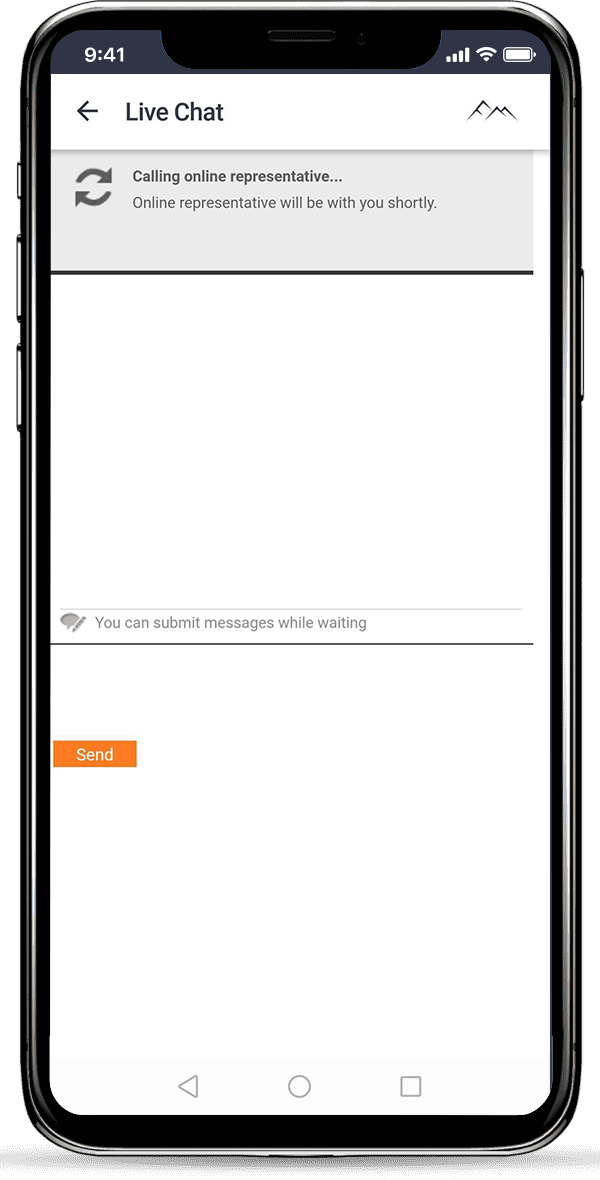 9:41
Live Chat
Calling online representative...
Online representative will be with you shortly.
You can submit messages while waiting
Send